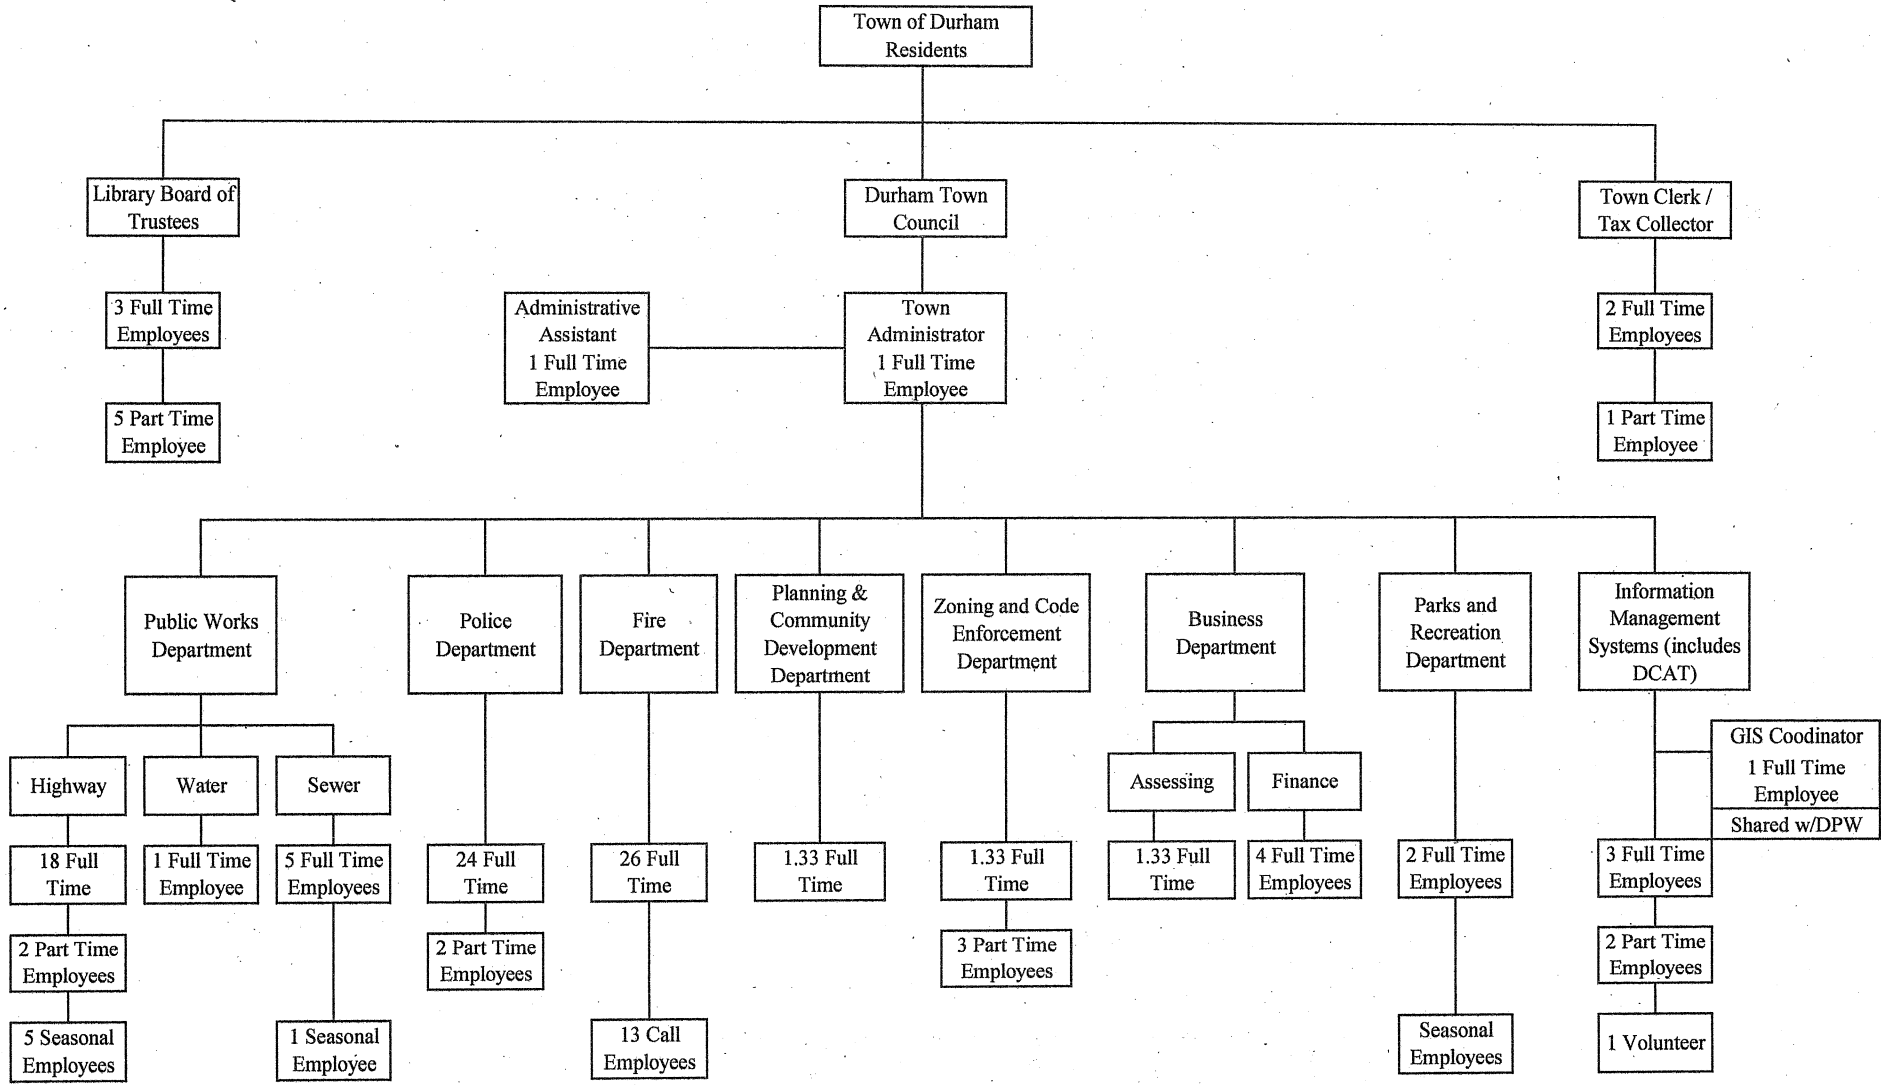 Town of Durham
Residents
Library Board of
Trustees
Durham Town
Council
Town Clerk /
Tax Collector
3 Full Time
Employees
Administrative
Assistant
1 Full Time
Employee
Town
Administrator
1 Full Time
Employee
2 Full Time
Employees
5 Part Time
Employee
1 Part Time
Employee
Public Works
Department
Police
Department
Fire
Department
Planning &
Community
Development
Department
Zoning and Code
Enforcement
Department
Business
Department
Parks and
Recreation
Department
Information
Management
Systems (includes
DCAT)
GIS Coodinator
1 Full Time
Employee
Shared w/DPW
Highway
Water
Sewer
Assessing
Finance
18 Full
Time
1 Full Time
Employee
5 Full Time
Employees
24 Full
Time
26 Full
Time
1.33 Full
Time
1.33 Full
Time
1.33 Full
Time
4 Full Time
Employees
2 Full Time
Employees
3 Full Time
Employees
2 Part Time
Employees
2 Part Time
Employees
3 Part Time
Employees
2 Part Time
Employees
5 Seasonal
Employees
1 Seasonal
Employee
13 Call
Employees
Seasonal
Employees
1 Volunteer